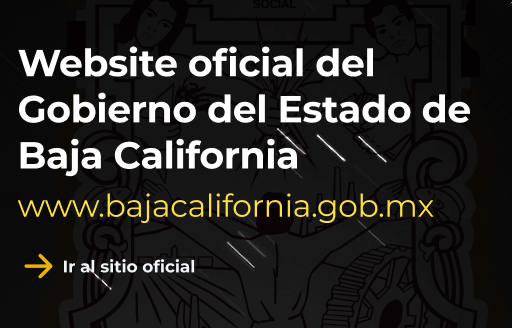 SOCIAL
Website oficial del
Gobierno del Estado de
Baja California
www.bajacalifornia.gob.mx
Ir al sitio oficial